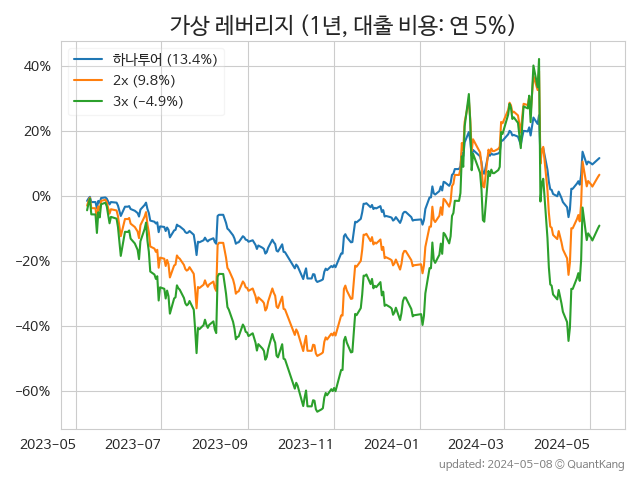 가상 레버리지 (1년, 대출 비용: 연 5%)
하나투어 (13.4%)
2x (9.8%)
3x (−4.9%)
40%
20%
0%
−20%
−40%
−60%
2023-05 2023-07 2023-09 2023-11 2024-01 2024-03 2024-05
updated: 2024-05-08 © QuantKang